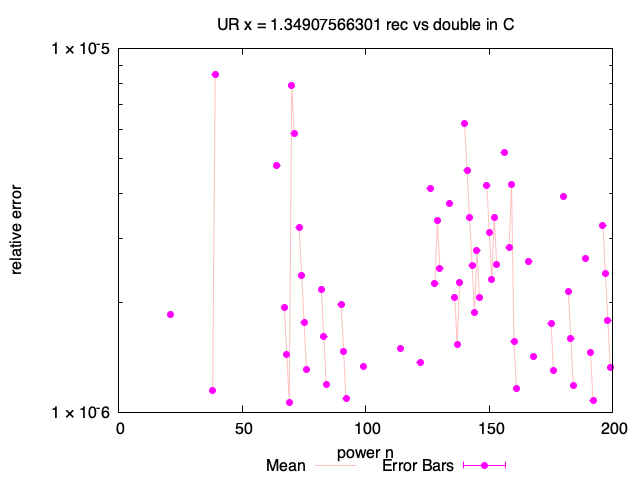 UR x = 1.34907566301 rec vs double in C
1 × 10-5
relative error
1 × 10-6
0 50 100 150 200
power n
Mean Error Bars